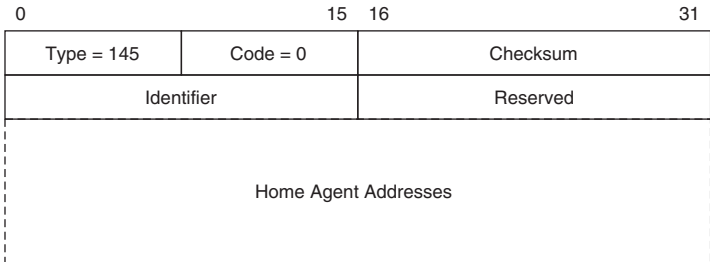 0 15 16 31
Type = 145 Code = 0 Checksum
Identifier Reserved
Home Agent Addresses